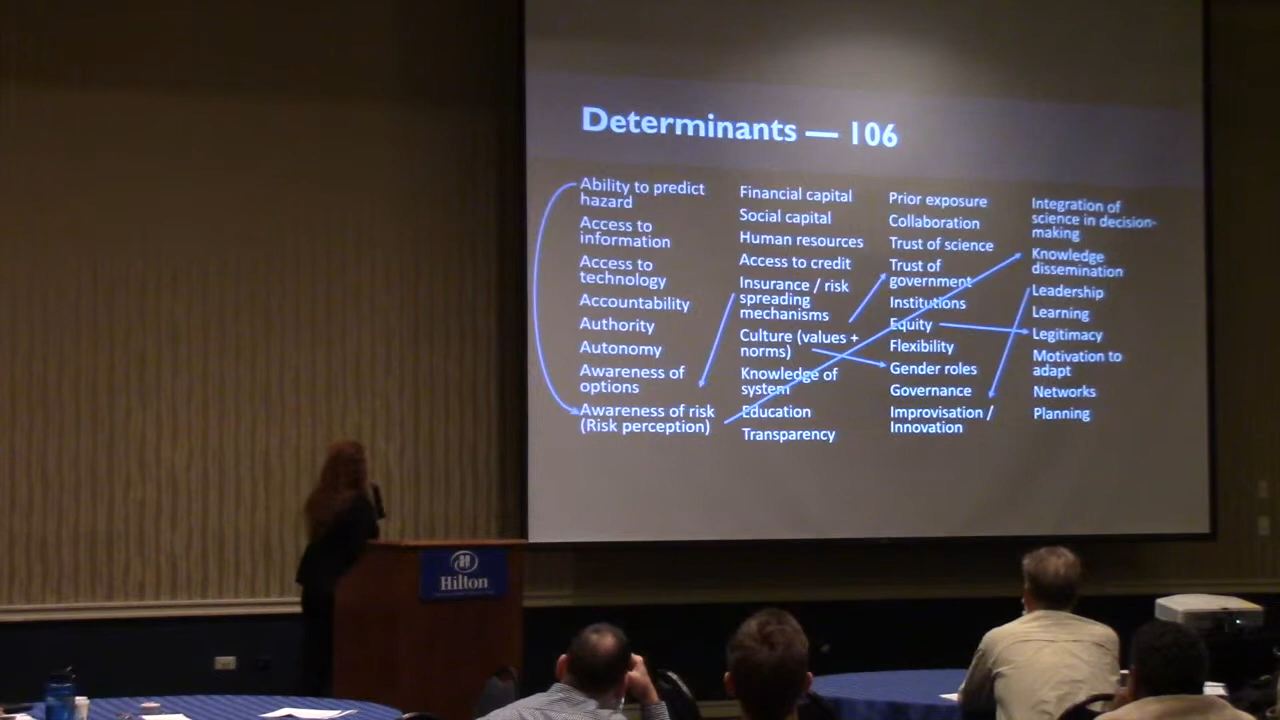 Determinants — 106
Ability to predict
hazard
Access to
information
Access to
technology
Accountability
Authority
Autonomy
Awareness of
options
Awareness of risk
(Risk perception)
Financial capital
Social capital
Human resources
Access to credit
Insurance / risk
spreading
mechanisms
Culture (values +
norms)
Knowledge of
system
Education
Transparency
Prior exposure
Collaboration
Trust of science
Trust of
government
Institutions
Equity
Flexibility
Gender roles
Governance
Improvisation /
Innovation
Integration of
science in decision-
making
Knowledge
dissemination
Leadership
Learning
Legitimacy
Motivation to
adapt
Networks
Planning
Hilton